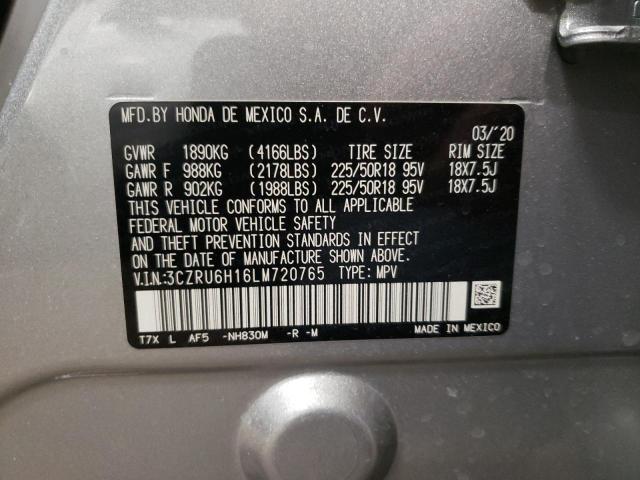 MFD.BY HONDA DE MEXICO S.A. DE C.V.
03/'20
GVWR 1890KG (4166LBS) TIRE SIZE RIM SIZE
GAWR F 988KG (2178LBS) 225/50R18 95V 18X7.5J
GAWR R 902KG (1988LBS) 225/50R18 95V 18X7.5J
THIS VEHICLE CONFORMS TO ALL APPLICABLE
FEDERAL MOTOR VEHICLE SAFETY
AND THEFT PREVENTION STANDARDS IN EFFECT
ON THE DATE OF MANUFACTURE SHOWN ABOVE.
V.I.N.:3CZRU6H16LM720765 TYPE: MPV
T7X L AF5 -NH830M -R -M MADE IN MEXICO